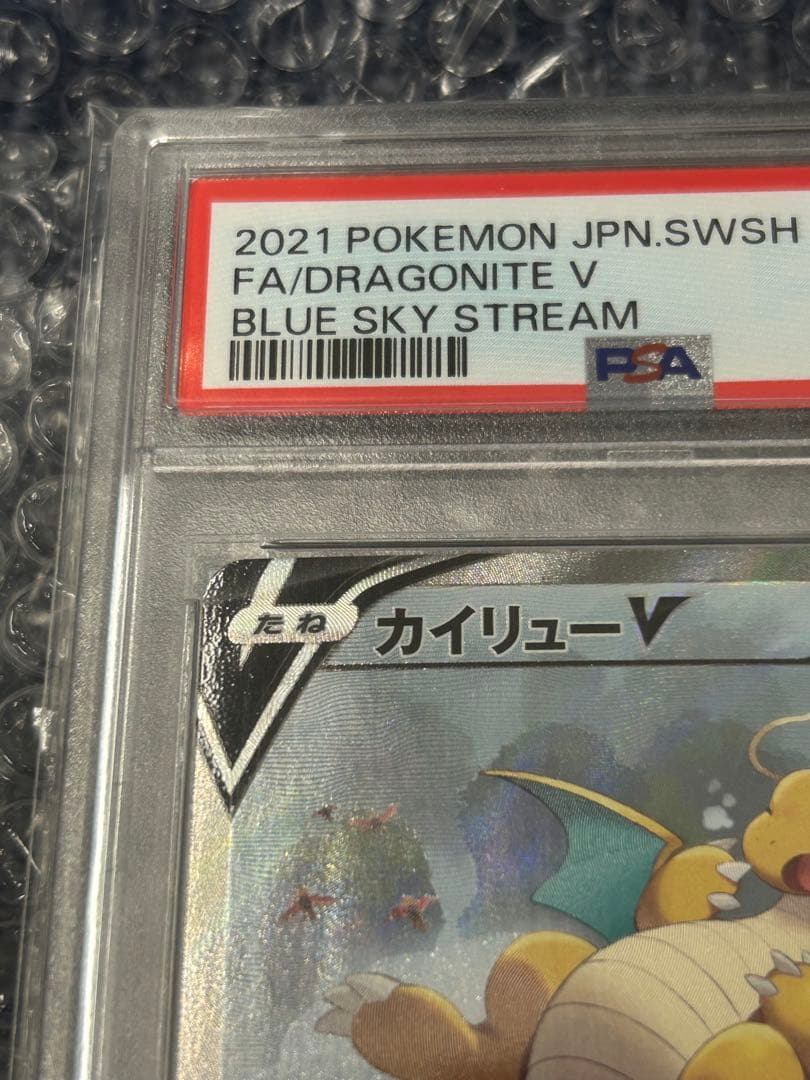 2021 POKEMON JPN.SWSH
FA/DRAGONITE V
BLUE SKY STREAM
PSA
たね カイリューV